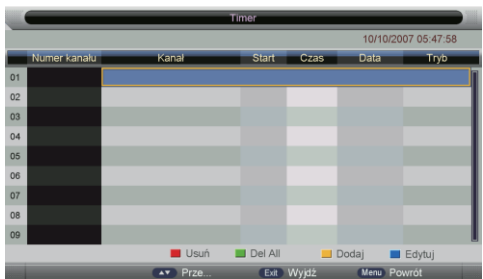 Timer
10/10/2007 05:47:58
Numer kanału Kanał Start Czas Data Tryb
01
02
03
04
05
06
07
08
09
Usuń Del All Dodaj Edytuj
Prze... Exit Wyjdź Menu Powrót